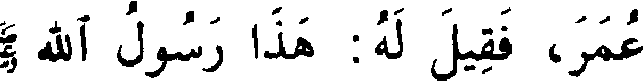 عُمَرَ، فَقِيلَ لَهُ: هَذَا رَسُولُ ٱلله ﷺ